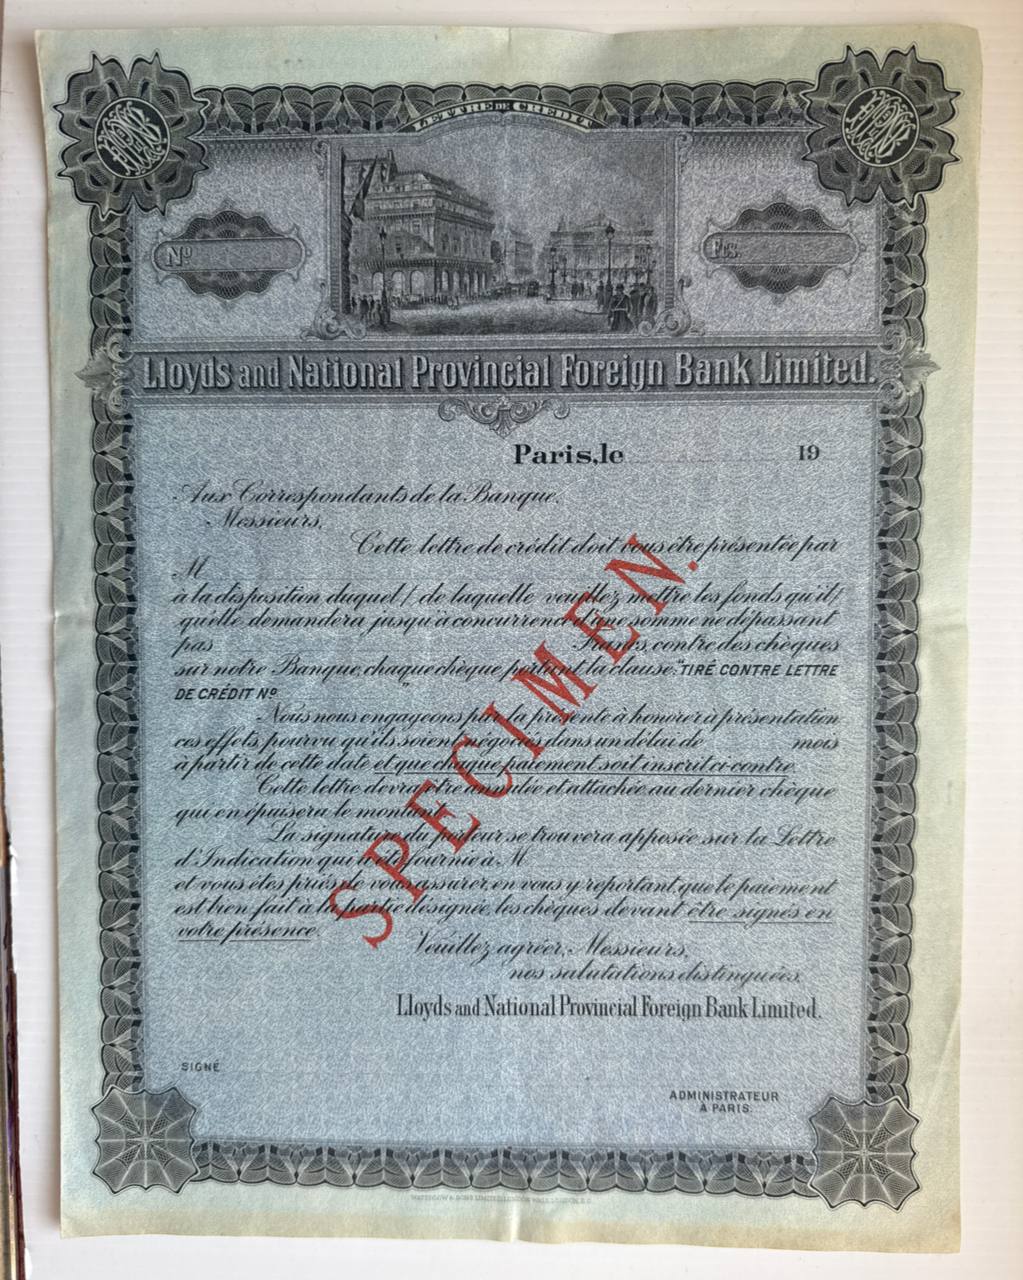 LETTRE DE CREDIT
Nº
Fcs.
Lloyds and National Provincial Foreign Bank Limited.
Paris, le 19
Aux Correspondants de la Banque.
Messieurs,
Cette lettre de crédit doit vous être présentée par
M
à la disposition duquel / de laquelle veuillez mettre les fonds qu'il/
qu'elle demandera jusqu'à concurrence d'une somme ne dépassant
pas Francs, contre des chèques
sur notre Banque, chaque chèque portant la clause: "TIRÉ CONTRE LETTRE
DE CRÉDIT Nº "
Nous nous engageons par la présente à honorer à présentation
ces effets pourvu qu'ils soient négociés dans un délai de mois
à partir de cette date et que chaque paiement soit inscrit ci-contre.
Cette lettre devra être annulée et attachée au dernier chèque
qui en épuisera le montant.
La signature du porteur se trouvera apposée sur la Lettre
d'Indication qui a été fournie à M
et vous êtes priés de vous assurer, en vous y reportant, que le paiement
est bien fait à la partie désignée, les chèques devant être signés en
votre présence.
Veuillez agréer, Messieurs,
nos salutations distinguées.
Lloyds and National Provincial Foreign Bank Limited.
SIGNÉ
ADMINISTRATEUR
À PARIS.
SPECIMEN.
WATERLOW & SONS LIMITED, LONDON WALL, LONDON, E.C.